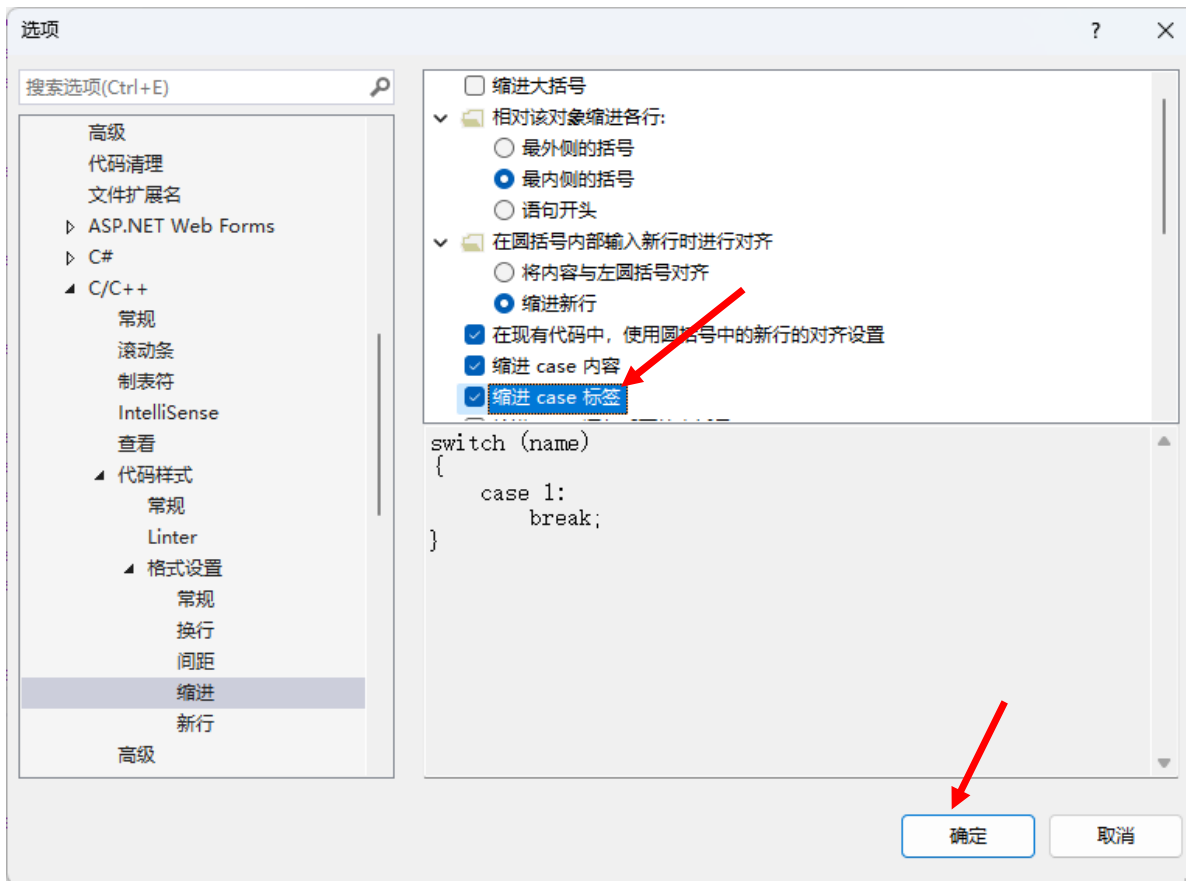 选项
?
搜索选项(Ctrl+E)
高级
代码清理
文件扩展名
ASP.NET Web Forms
C#
C/C++
常规
滚动条
制表符
IntelliSense
查看
代码样式
常规
Linter
格式设置
常规
换行
间距
缩进
新行
高级
缩进大括号
相对该对象缩进各行:
最外侧的括号
最内侧的括号
语句开头
在圆括号内部输入新行时进行对齐
将内容与左圆括号对齐
缩进新行
在现有代码中，使用圆括号中的新行的对齐设置
缩进 case 内容
缩进 case 标签
switch (name)
{
    case 1:
        break;
}
确定
取消